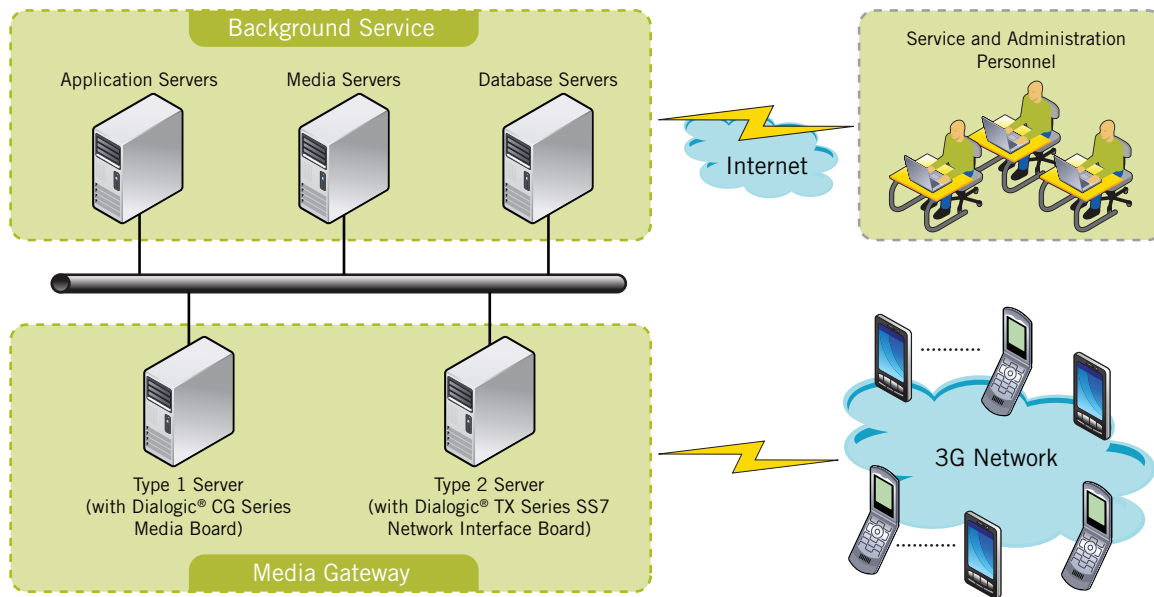 Background Service
Application Servers
Media Servers
Database Servers
Internet
Service and Administration
Personnel
Type 1 Server
(with Dialogic® CG Series
Media Board)
Type 2 Server
(with Dialogic® TX Series SS7
Network Interface Board)
Media Gateway
3G Network